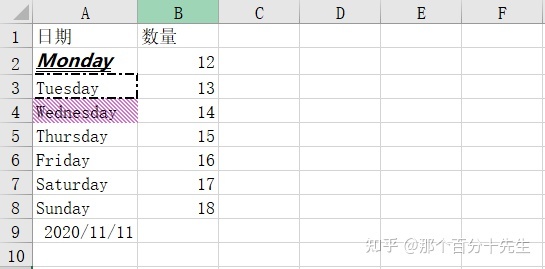 A B C D E F
1 日期 数量
2 Monday 12
3 Tuesday 13
4 Wednesday 14
5 Thursday 15
6 Friday 16
7 Saturday 17
8 Sunday 18
9 2020/11/11
10
知乎 @那个百分十先生